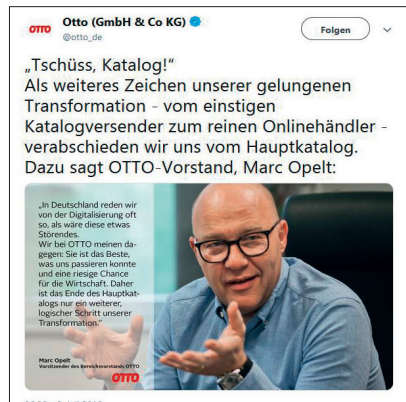 OTTO
Otto (GmbH & Co KG)
@otto_de
Folgen
„Tschüss, Katalog!“
Als weiteres Zeichen unserer gelungenen
Transformation - vom einstigen
Katalogversender zum reinen Onlinehändler -
verabschieden wir uns vom Hauptkatalog.
Dazu sagt OTTO-Vorstand, Marc Opelt:
„In Deutschland reden wir
von der Digitalisierung oft
so, als wäre diese etwas
Störendes.
Wir bei OTTO meinen da-
gegen: Sie ist das Beste,
was uns passieren konnte
und eine riesige Chance
für die Wirtschaft. Daher
ist das Ende des Hauptkat-
alogs nur ein weiterer,
logischer Schritt unserer
Transformation.“
Marc Opelt
Vorsitzender des Bereichsvorstands OTTO
OTTO